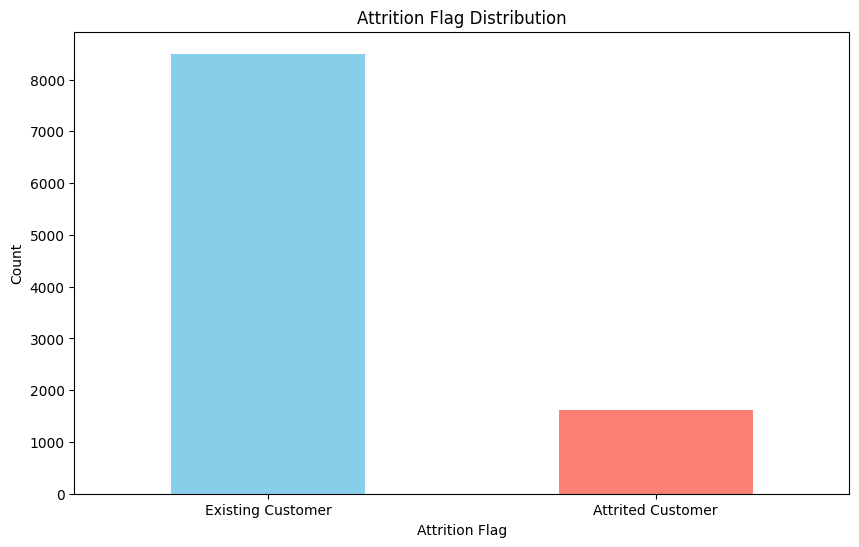 Attrition Flag Distribution
8000
7000
6000
5000
4000
3000
2000
1000
0
Count
Existing Customer
Attrited Customer
Attrition Flag